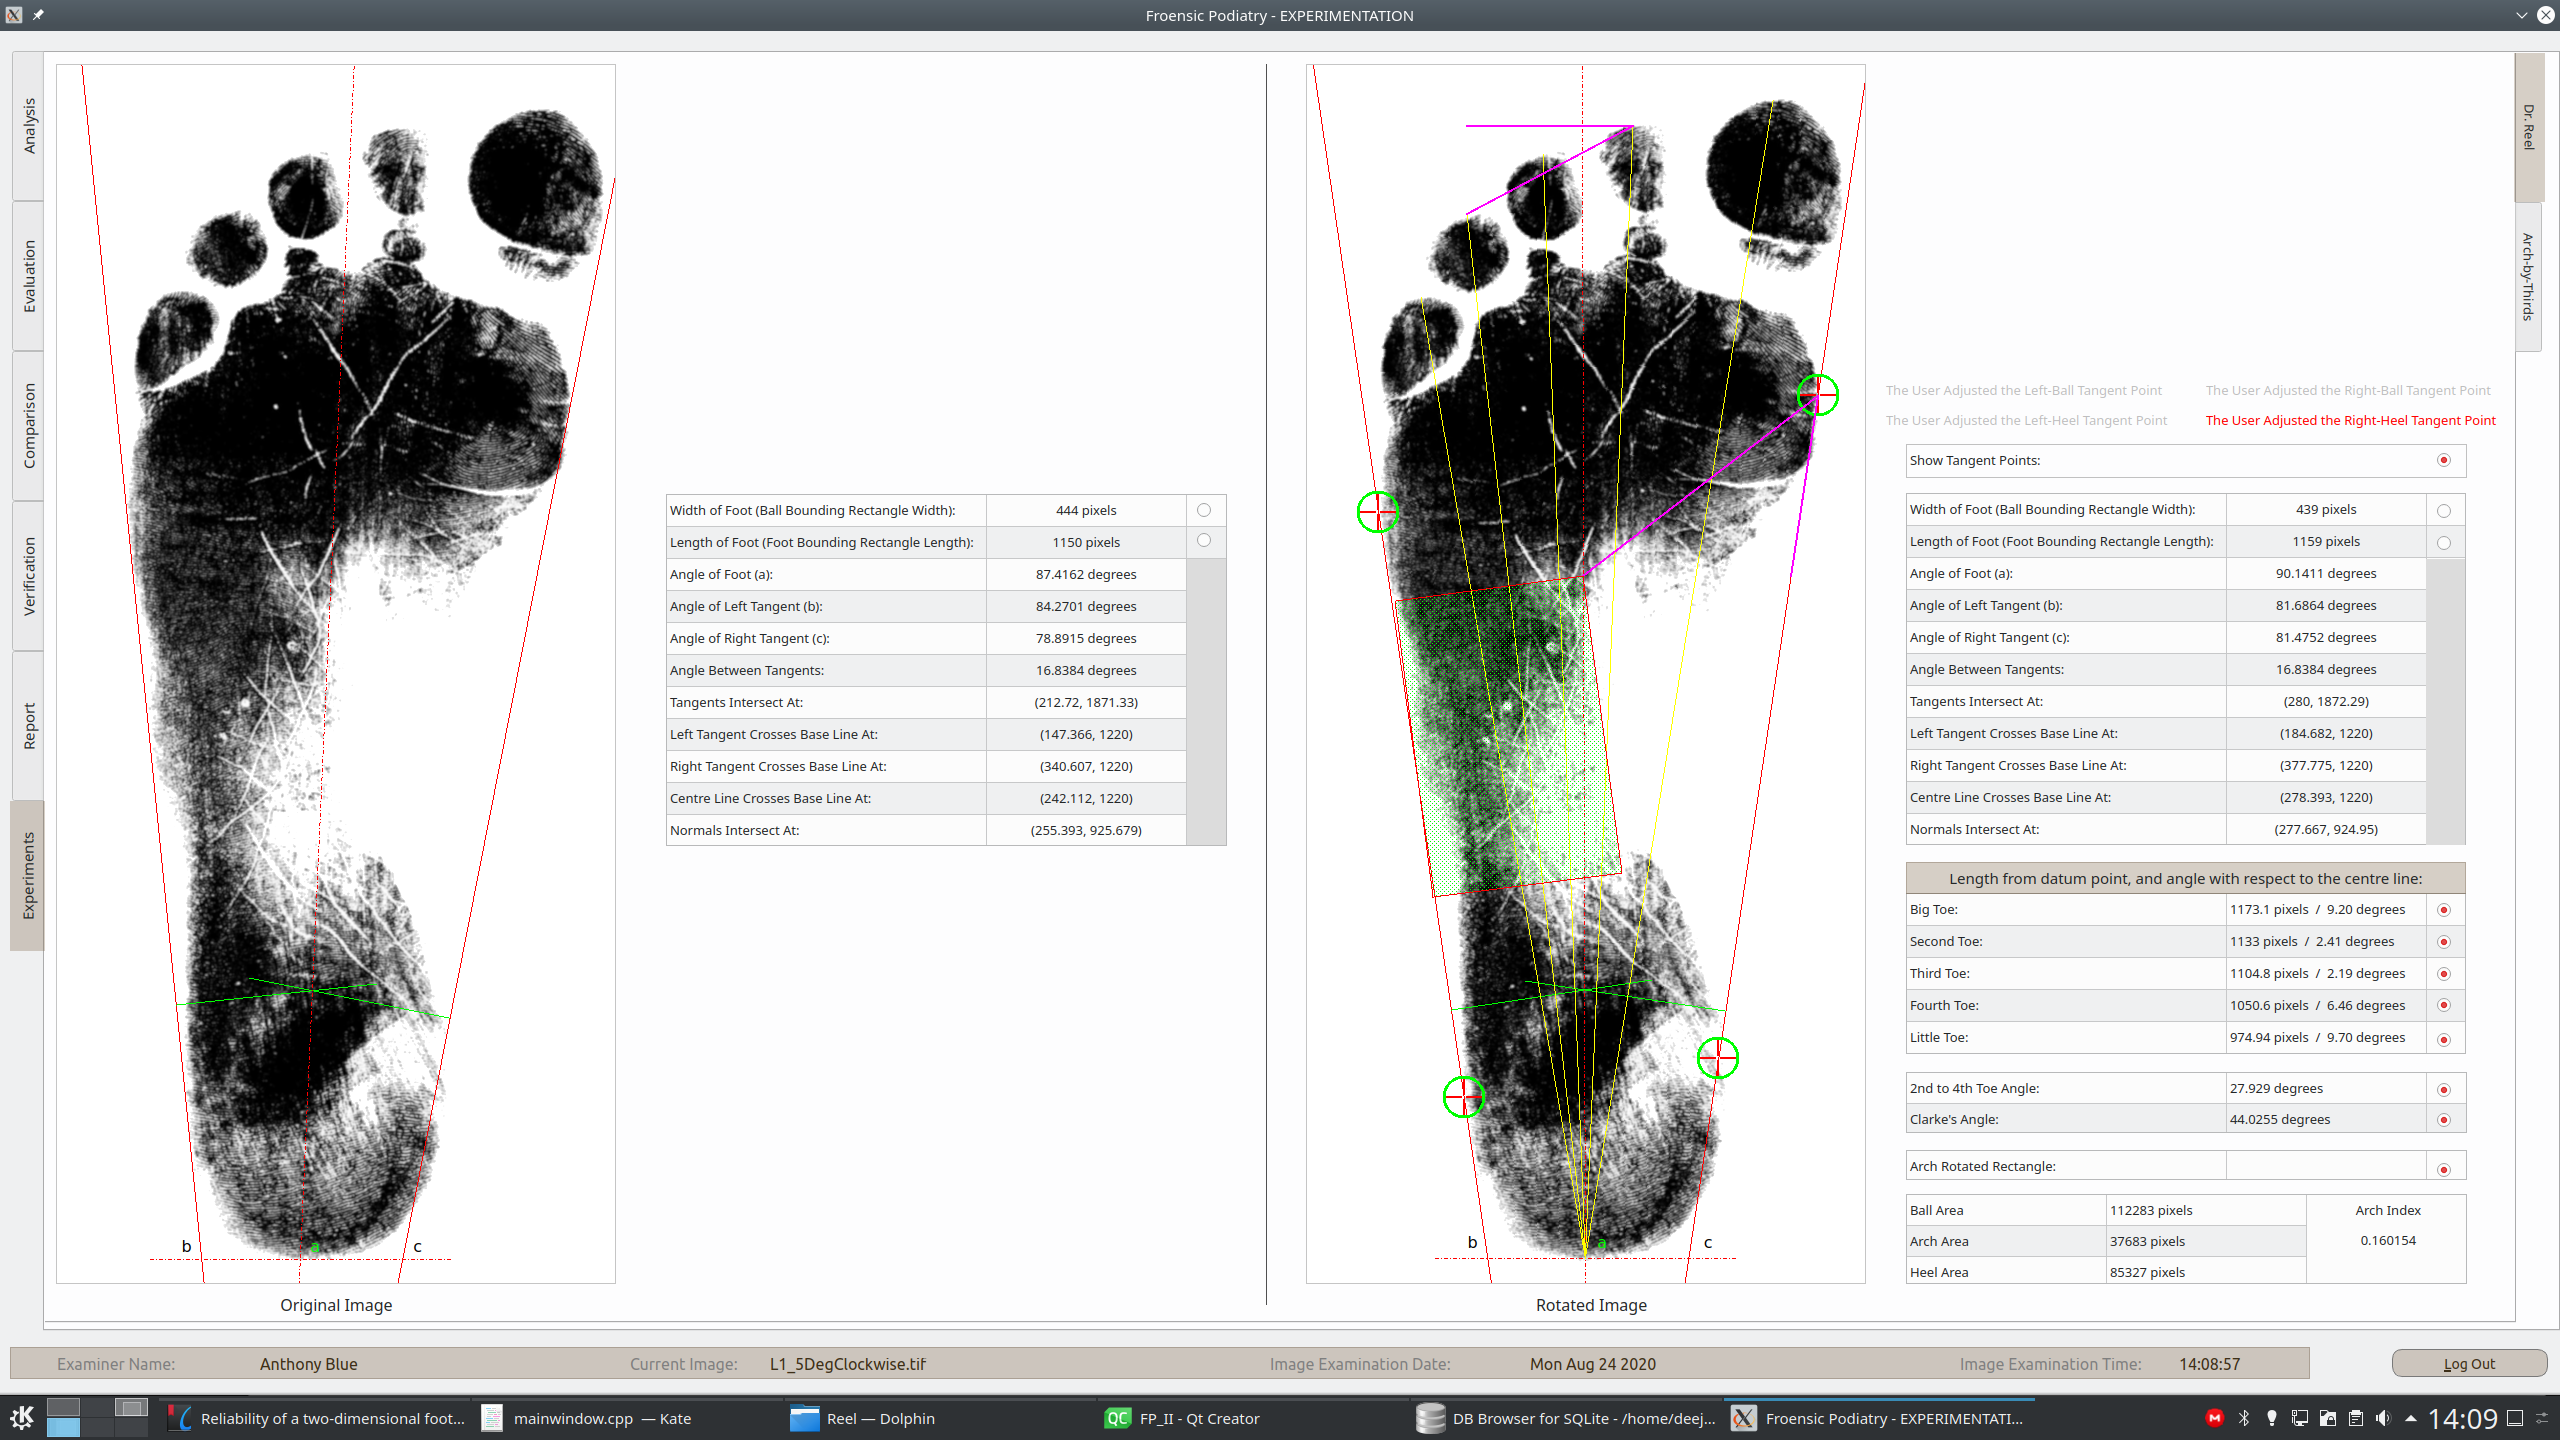 Froensic Podiatry - EXPERIMENTATION
Analysis
Evaluation
Comparison
Verification
Report
Experiments
b
a
c
Original Image
Width of Foot (Ball Bounding Rectangle Width): 444 pixels
Length of Foot (Foot Bounding Rectangle Length): 1150 pixels
Angle of Foot (a): 87.4162 degrees
Angle of Left Tangent (b): 84.2701 degrees
Angle of Right Tangent (c): 78.8915 degrees
Angle Between Tangents: 16.8384 degrees
Tangents Intersect At: (212.72, 1871.33)
Left Tangent Crosses Base Line At: (147.366, 1220)
Right Tangent Crosses Base Line At: (340.607, 1220)
Centre Line Crosses Base Line At: (242.112, 1220)
Normals Intersect At: (255.393, 925.679)
b
a
c
Rotated Image
Dr. Reel
Arch-by-Thirds
The User Adjusted the Left-Ball Tangent Point The User Adjusted the Right-Ball Tangent Point
The User Adjusted the Left-Heel Tangent Point The User Adjusted the Right-Heel Tangent Point
Show Tangent Points:
Width of Foot (Ball Bounding Rectangle Width): 439 pixels
Length of Foot (Foot Bounding Rectangle Length): 1159 pixels
Angle of Foot (a): 90.1411 degrees
Angle of Left Tangent (b): 81.6864 degrees
Angle of Right Tangent (c): 81.4752 degrees
Angle Between Tangents: 16.8384 degrees
Tangents Intersect At: (280, 1872.29)
Left Tangent Crosses Base Line At: (184.682, 1220)
Right Tangent Crosses Base Line At: (377.775, 1220)
Centre Line Crosses Base Line At: (278.393, 1220)
Normals Intersect At: (277.667, 924.95)
Length from datum point, and angle with respect to the centre line:
Big Toe: 1173.1 pixels / 9.20 degrees
Second Toe: 1133 pixels / 2.41 degrees
Third Toe: 1104.8 pixels / 2.19 degrees
Fourth Toe: 1050.6 pixels / 6.46 degrees
Little Toe: 974.94 pixels / 9.70 degrees
2nd to 4th Toe Angle: 27.929 degrees
Clarke's Angle: 44.0255 degrees
Arch Rotated Rectangle:
Ball Area 112283 pixels Arch Index
Arch Area 37683 pixels 0.160154
Heel Area 85327 pixels
Examiner Name: Anthony Blue Current Image: L1_5DegClockwise.tif Image Examination Date: Mon Aug 24 2020 Image Examination Time: 14:08:57 Log Out
Reliability of a two-dimensional foot... mainwindow.cpp — Kate Reel — Dolphin FP_II - Qt Creator DB Browser for SQLite - /home/deej... Froensic Podiatry - EXPERIMENTATI... 14:09